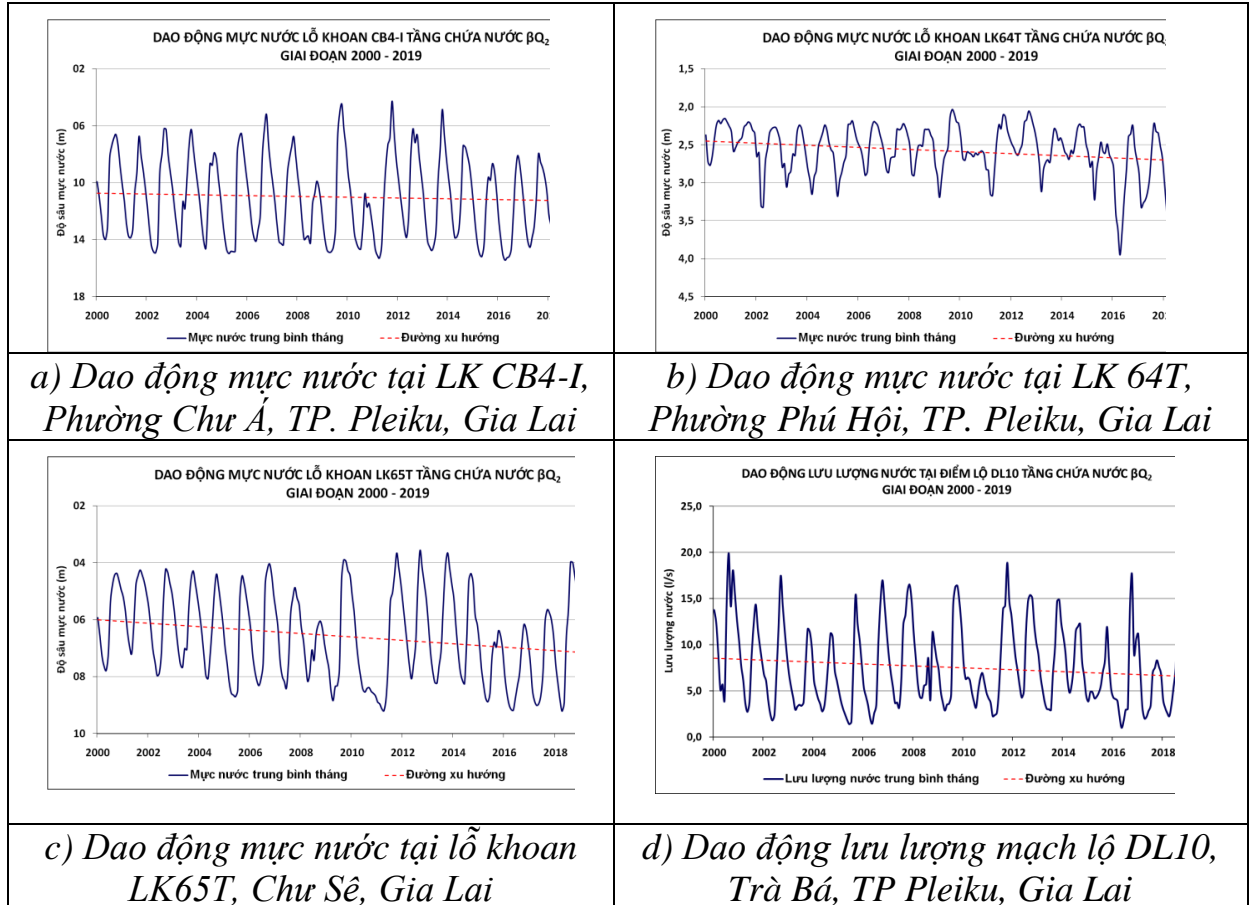 DAO ĐỘNG MỰC NƯỚC LỖ KHOAN CB4-I TẦNG CHỨA NƯỚC βQ₂
GIAI ĐOẠN 2000 - 2019
Độ sâu mực nước (m)
02
06
10
14
18
2000 2002 2004 2006 2008 2010 2012 2014 2016 201
Mực nước trung bình tháng Đường xu hướng
a) Dao động mực nước tại LK CB4-I,
Phường Chư Á, TP. Pleiku, Gia Lai
DAO ĐỘNG MỰC NƯỚC LỖ KHOAN LK64T TẦNG CHỨA NƯỚC βQ
GIAI ĐOẠN 2000 - 2019
Độ sâu mực nước (m)
1,5
2,0
2,5
3,0
3,5
4,0
4,5
2000 2002 2004 2006 2008 2010 2012 2014 2016 201
Mực nước trung bình tháng Đường xu hướng
b) Dao động mực nước tại LK 64T,
Phường Phú Hội, TP. Pleiku, Gia Lai
DAO ĐỘNG MỰC NƯỚC LỖ KHOAN LK65T TẦNG CHỨA NƯỚC βQ₂
GIAI ĐOẠN 2000 - 2019
Độ sâu mực nước (m)
02
04
06
08
10
2000 2002 2004 2006 2008 2010 2012 2014 2016 2018
Mực nước trung bình tháng Đường xu hướng
c) Dao động mực nước tại lỗ khoan
LK65T, Chư Sê, Gia Lai
DAO ĐỘNG LƯU LƯỢNG NƯỚC TẠI ĐIỂM LỘ DL10 TẦNG CHỨA NƯỚC βQ₂
GIAI ĐOẠN 2000 - 2019
Lưu lượng nước (l/s)
25,0
20,0
15,0
10,0
5,0
0,0
2000 2002 2004 2006 2008 2010 2012 2014 2016 2018
Lưu lượng nước trung bình tháng Đường xu hướng
d) Dao động lưu lượng mạch lộ DL10,
Trà Bá, TP Pleiku, Gia Lai